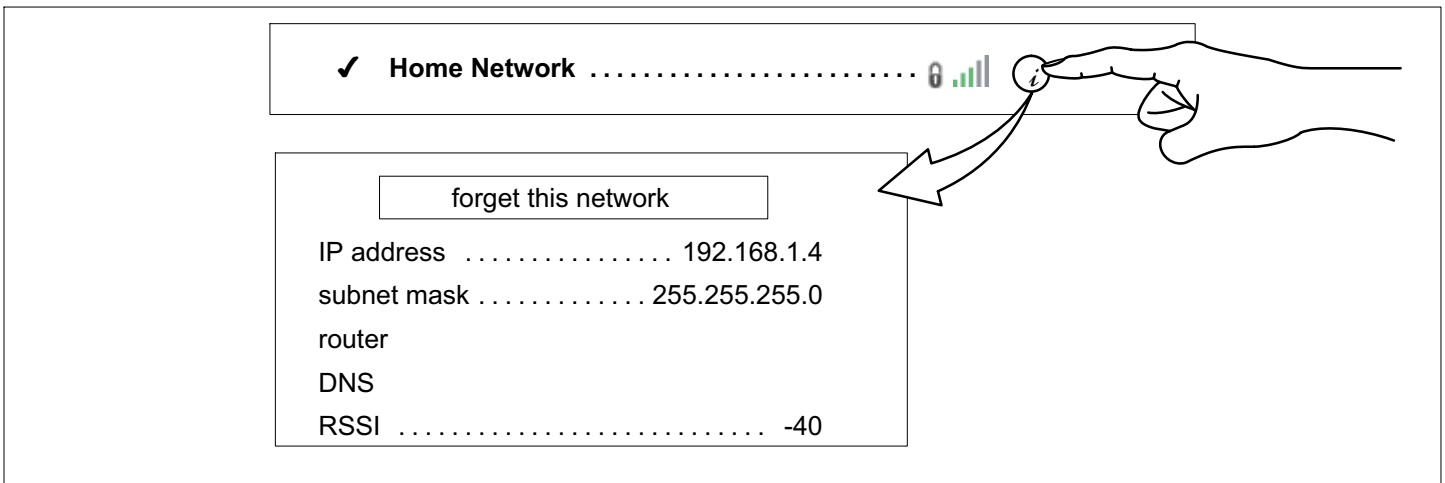 ✓ Home Network . . . . . . . . . . . . . . . . . . . . . . . . . i
forget this network
IP address . . . . . . . . . . . . . . . . 192.168.1.4
subnet mask . . . . . . . . . . . . . 255.255.255.0
router
DNS
RSSI . . . . . . . . . . . . . . . . . . . . . . . . . . . . -40